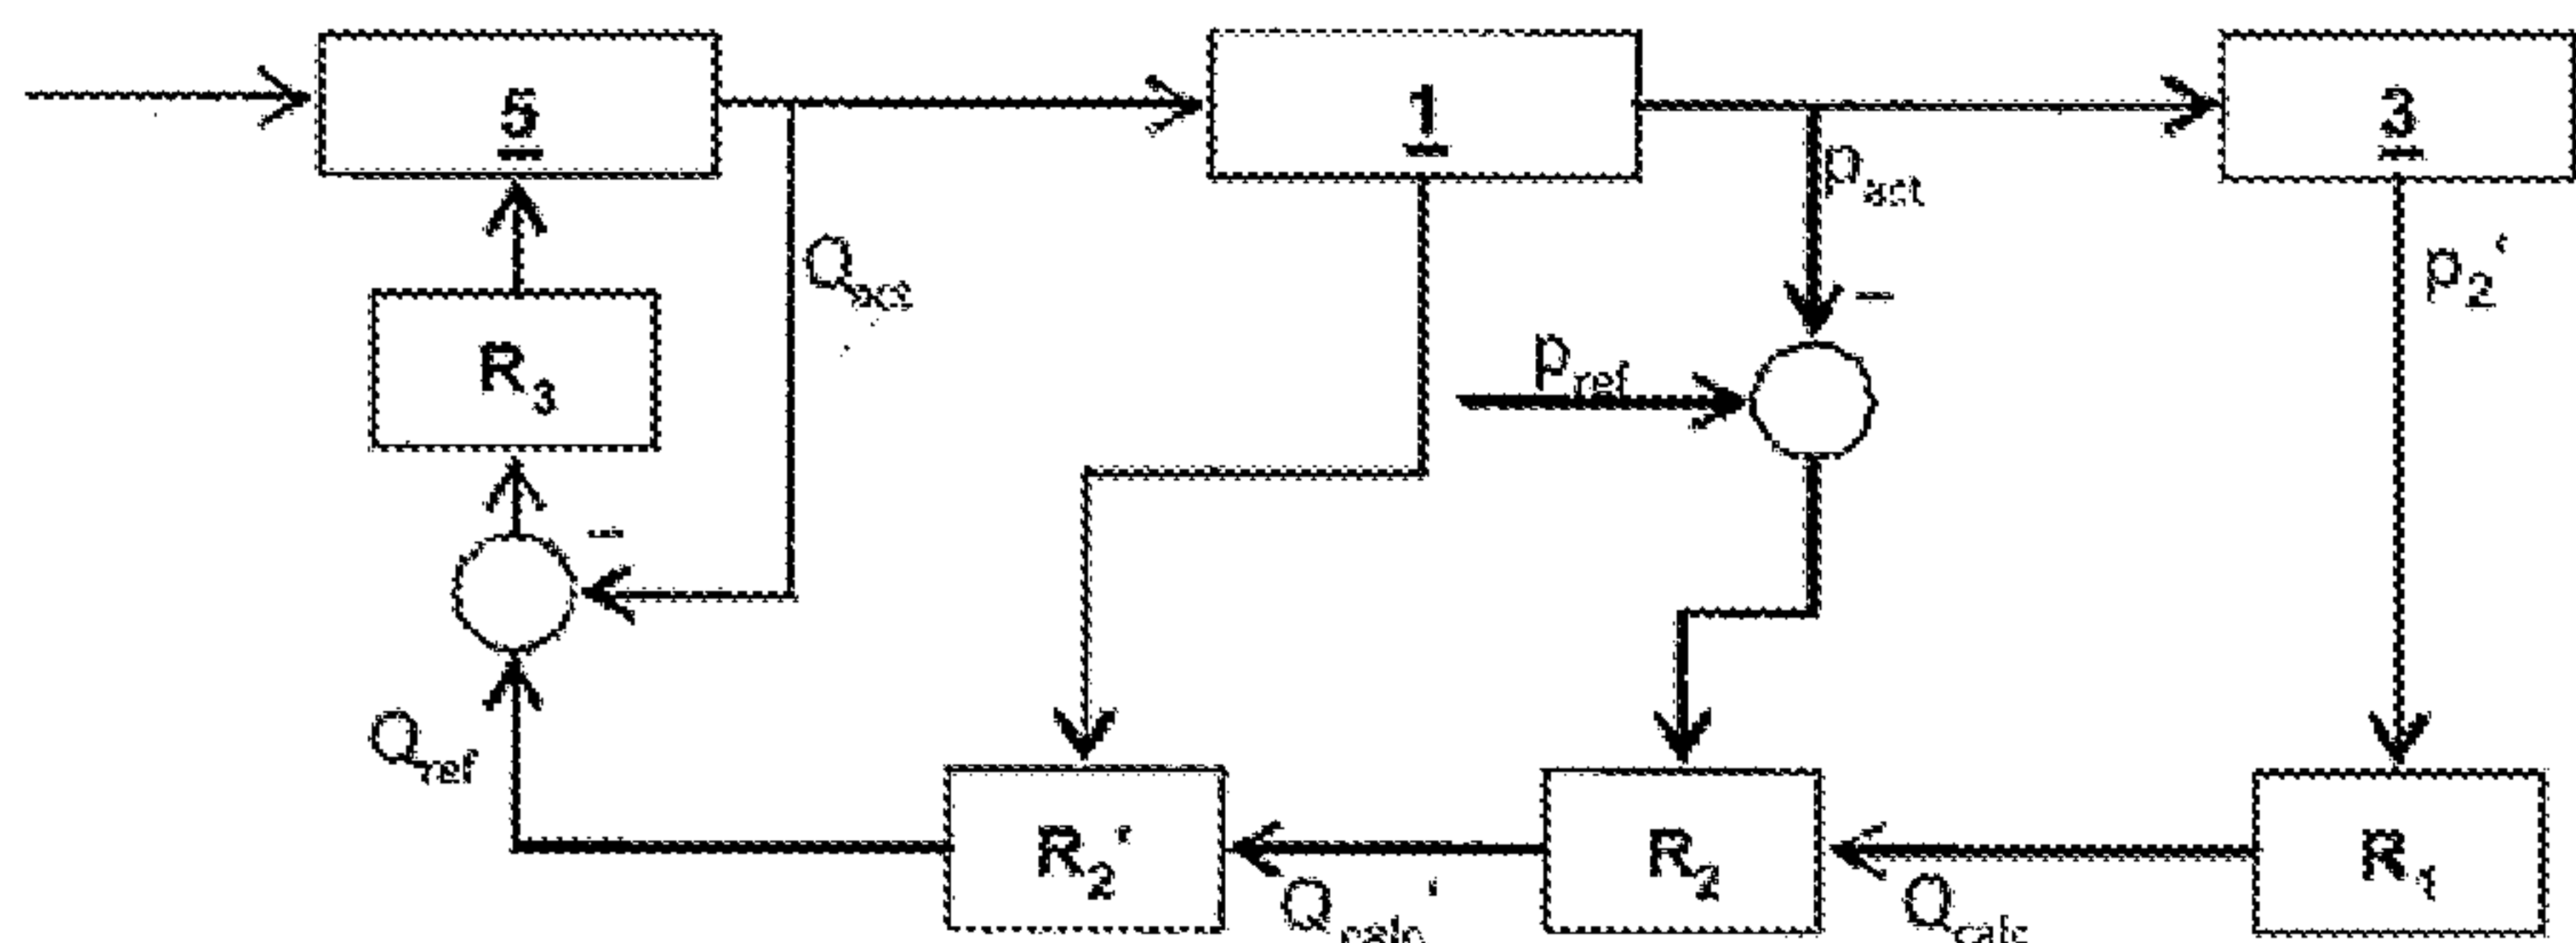 5
1
3
p_act
p_2'
Q_act
R_3
p_ref
Q_ref
R_2'
R_2
R_1
Q_calc'
Q_calc